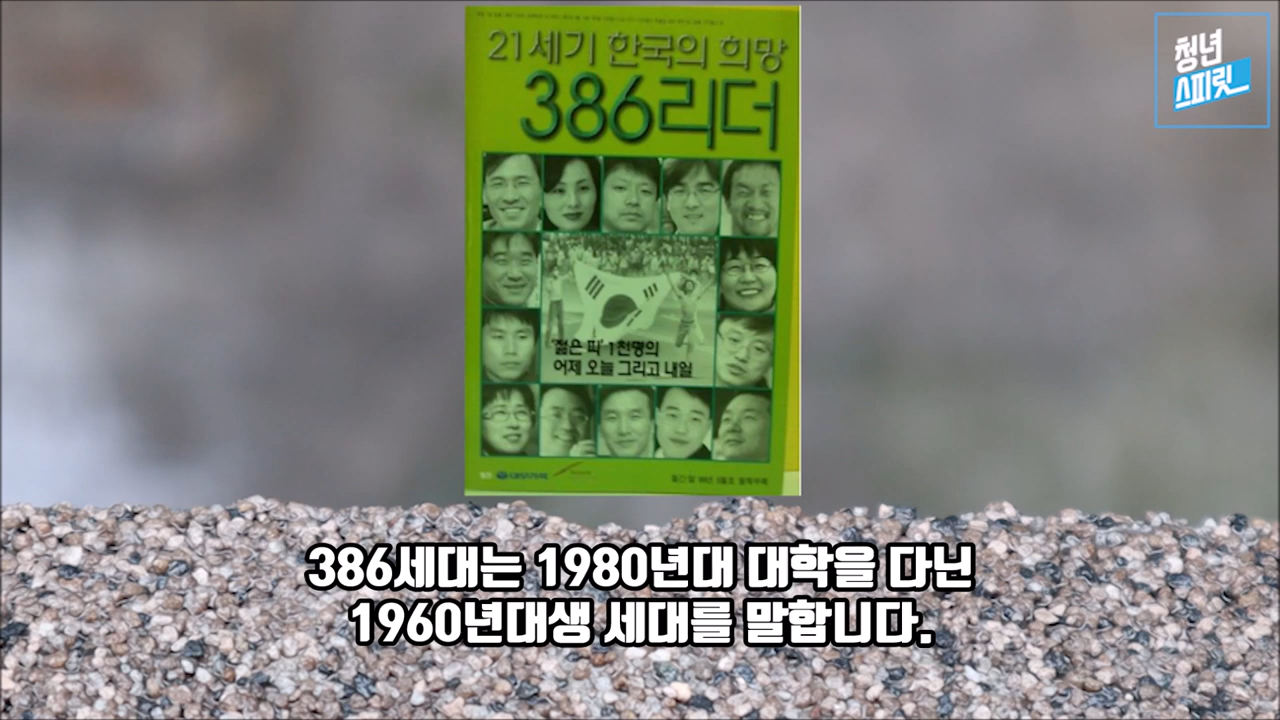 21세기 한국의 희망
386리더
'젊은 피' 1천명의
어제 오늘 그리고 내일
청년
스피릿
386세대는 1980년대 대학을 다닌
1960년대생 세대를 말합니다.